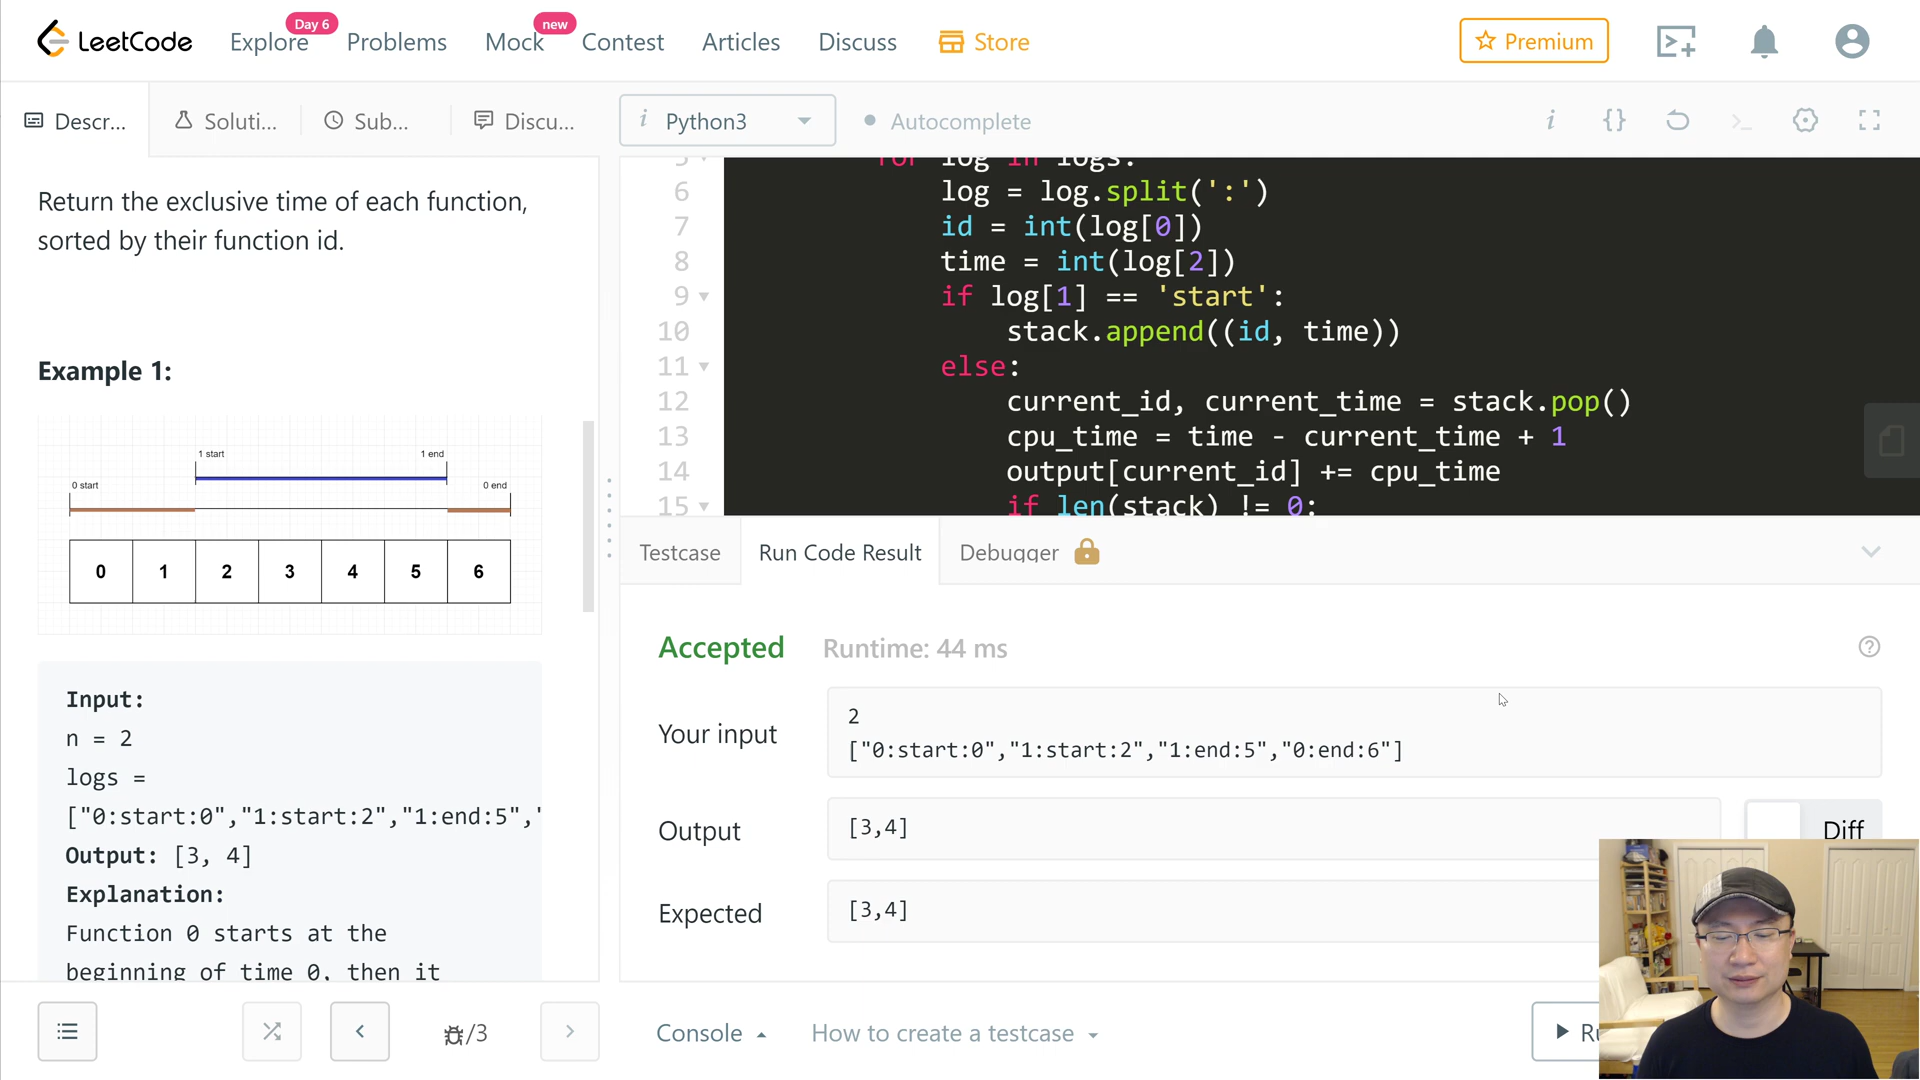 LeetCode
Explore
Day 6
Problems
Mock
new
Contest
Articles
Discuss
Store
Premium
Descr...
Soluti...
Sub...
Discu...
i Python3
Autocomplete
Return the exclusive time of each function,
sorted by their function id.
Example 1:
1 start
1 end
0 start
0 end
0 1 2 3 4 5 6
Input:
n = 2
logs =
["0:start:0","1:start:2","1:end:5","
Output: [3, 4]
Explanation:
Function 0 starts at the
beginning of time 0, then it
/3
5 for log in logs:
6 log = log.split(':')
7 id = int(log[0])
8 time = int(log[2])
9 if log[1] == 'start':
10 stack.append((id, time))
11 else:
12 current_id, current_time = stack.pop()
13 cpu_time = time - current_time + 1
14 output[current_id] += cpu_time
15 if len(stack) != 0:
Testcase
Run Code Result
Debugger
Accepted
Runtime: 44 ms
Your input
2
["0:start:0","1:start:2","1:end:5","0:end:6"]
Output
[3,4]
Diff
Expected
[3,4]
Console
How to create a testcase